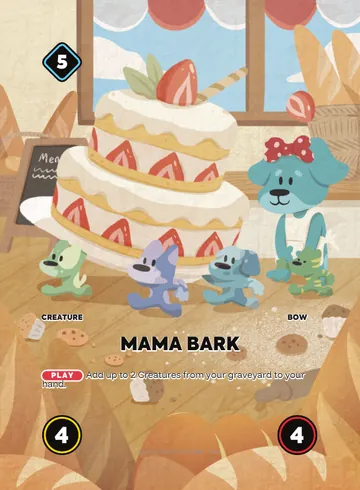 5
Men
CREATURE
BOW
MAMA BARK
PLAY Add up to 2 Creatures from your graveyard to your
hand.
4
4